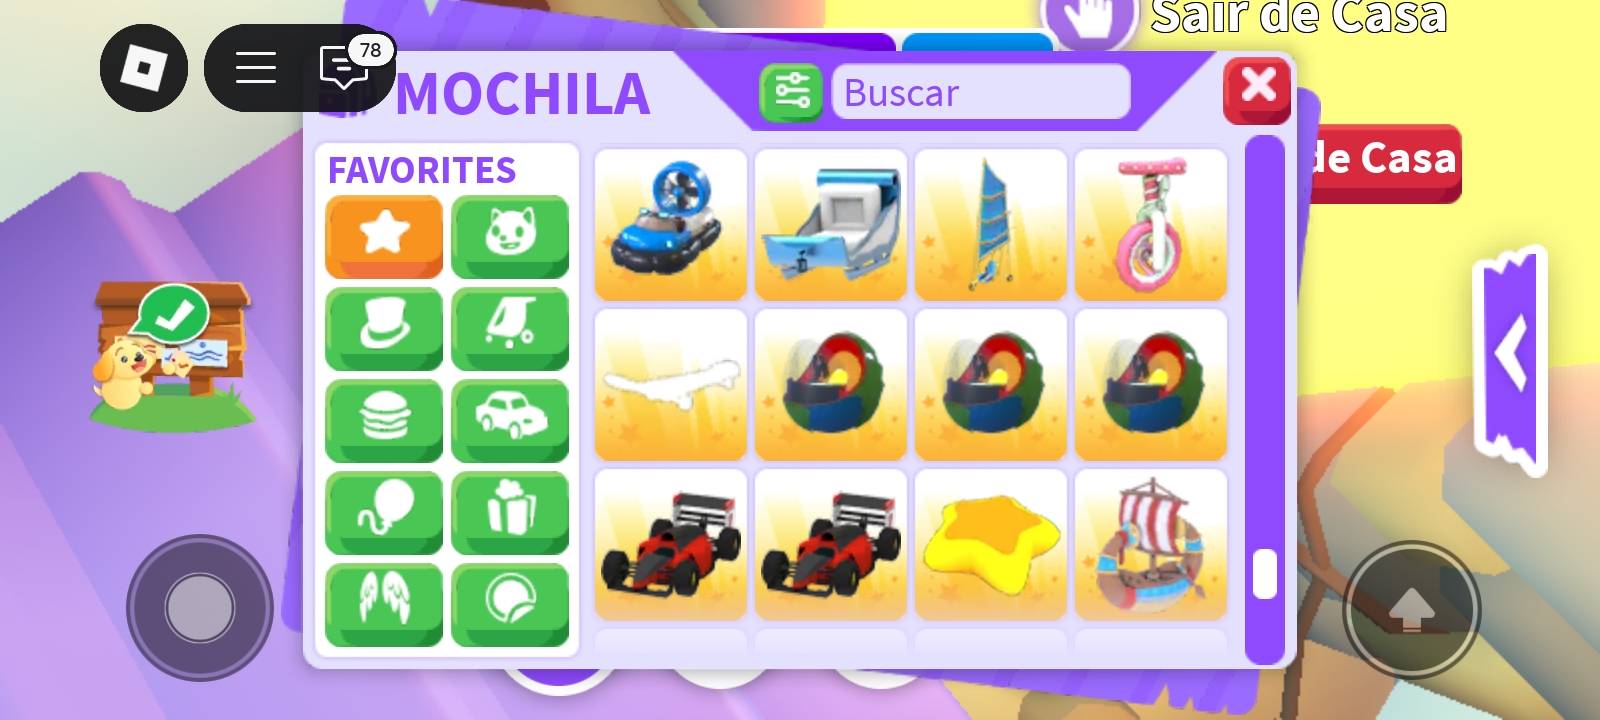 Sair de Casa
78
MOCHILA
Buscar
de Casa
FAVORITES